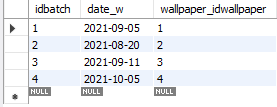 idbatch date_w wallpaper_idwallpaper
1 2021-09-05 1
2 2021-08-20 2
3 2021-09-11 3
4 2021-10-05 4
NULL NULL NULL